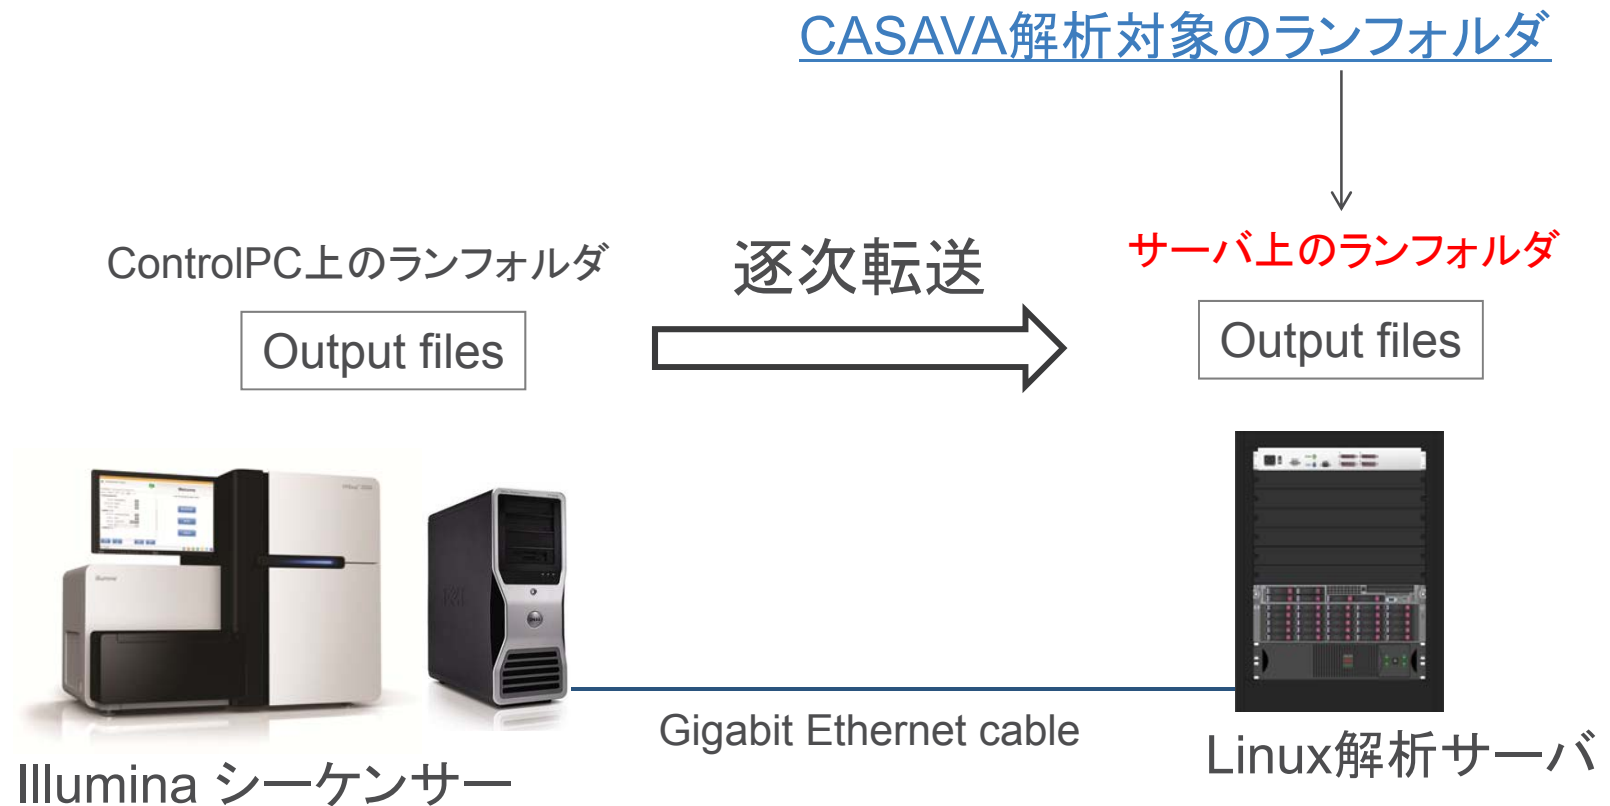 CASAVA解析対象のランフォルダ
ControlPC上のランフォルダ
逐次転送
サーバ上のランフォルダ
Output files
Output files
Gigabit Ethernet cable
Illumina シーケンサー
Linux解析サーバ